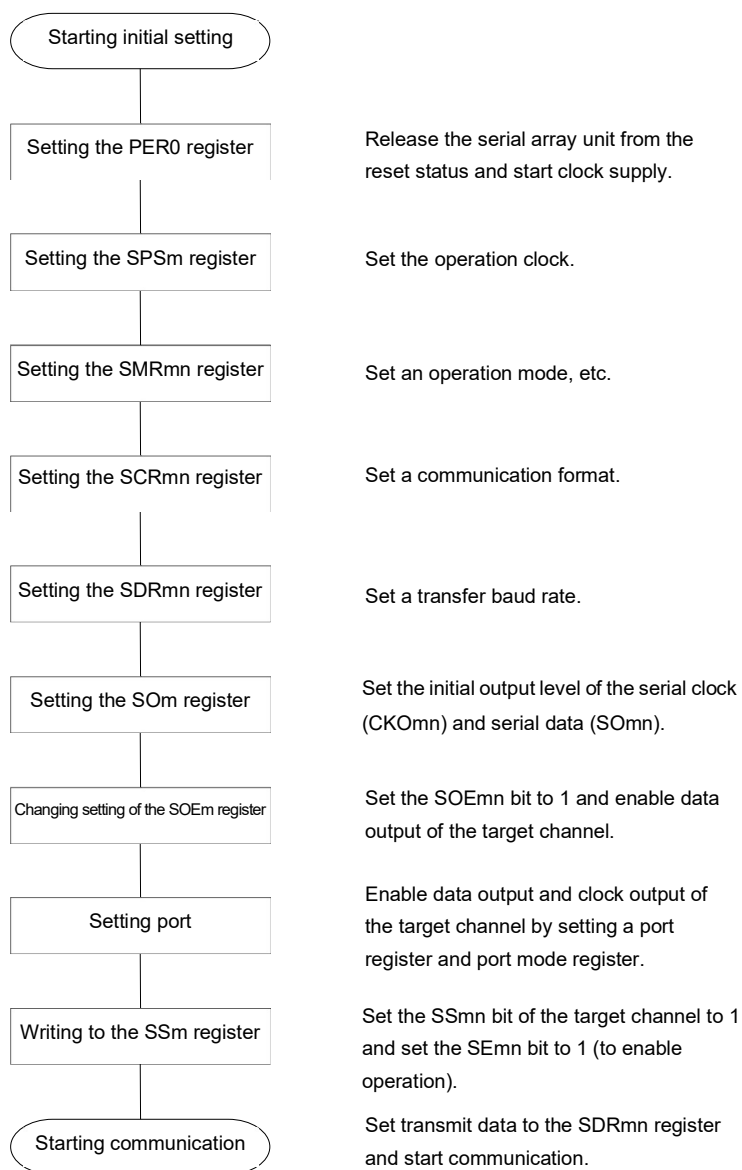 Starting initial setting
Setting the PER0 register
Release the serial array unit from the
reset status and start clock supply.
Setting the SPSm register
Set the operation clock.
Setting the SMRmn register
Set an operation mode, etc.
Setting the SCRmn register
Set a communication format.
Setting the SDRmn register
Set a transfer baud rate.
Setting the SOm register
Set the initial output level of the serial clock
(CKOmn) and serial data (SOmn).
Changing setting of the SOEm register
Set the SOEmn bit to 1 and enable data
output of the target channel.
Setting port
Enable data output and clock output of
the target channel by setting a port
register and port mode register.
Writing to the SSm register
Set the SSmn bit of the target channel to 1
and set the SEmn bit to 1 (to enable
operation).
Starting communication
Set transmit data to the SDRmn register
and start communication.